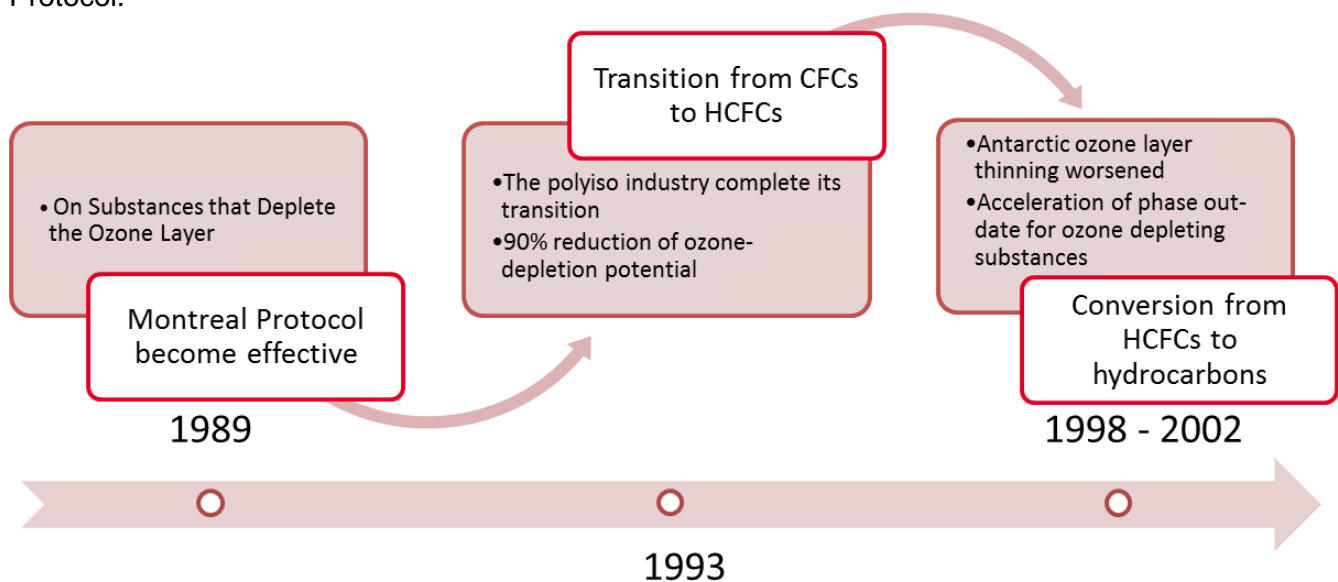 Protocol.
• On Substances that Deplete
the Ozone Layer
Montreal Protocol
become effective
1989
Transition from CFCs
to HCFCs
•The polyiso industry complete its
transition
•90% reduction of ozone-
depletion potential
1993
•Antarctic ozone layer
thinning worsened
•Acceleration of phase out-
date for ozone depleting
substances
Conversion from
HCFCs to
hydrocarbons
1998 - 2002